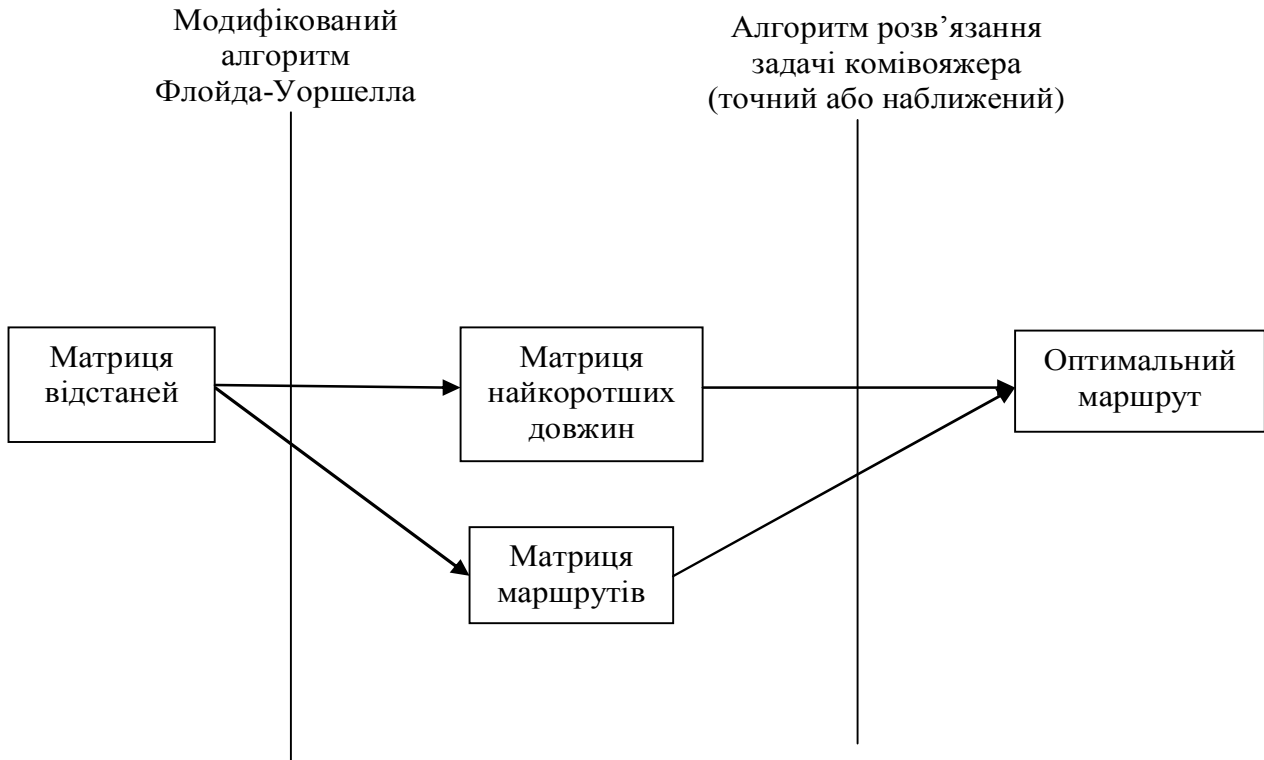 Модифікований
алгоритм
Флойда-Уоршелла
Алгоритм розв’язання
задачі комівояжера
(точний або наближений)
Матриця
відстаней
Матриця
найкоротших
довжин
Оптимальний
маршрут
Матриця
маршрутів